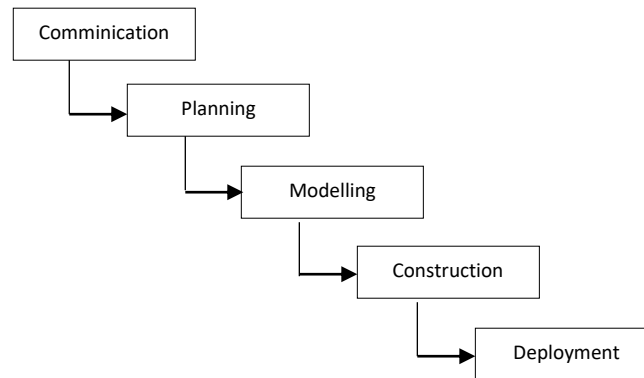 Comminication
Planning
Modelling
Construction
Deployment